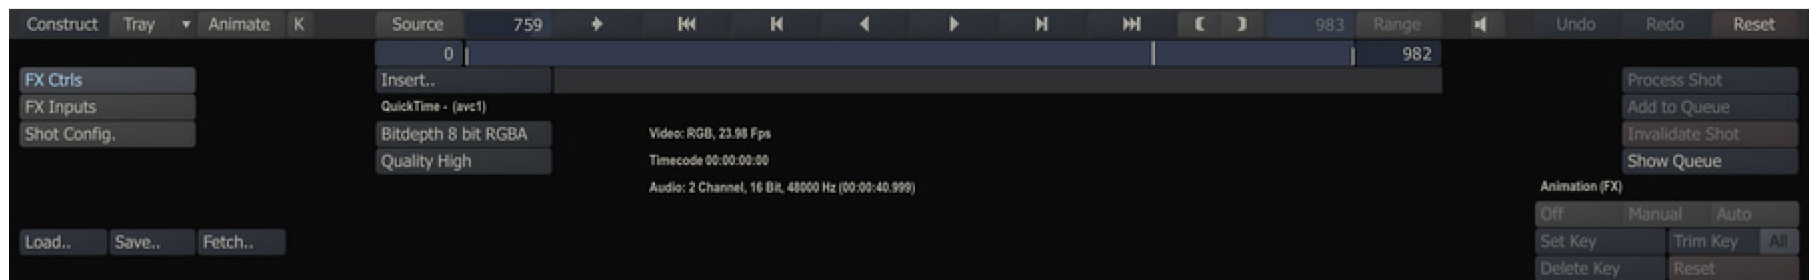 Construct Tray ▼ Animate K Source 759 983 Range Undo Redo Reset
0 982
FX Ctrls Insert.. Process Shot
FX Inputs QuickTime - (avc1) Add to Queue
Shot Config. Bitdepth 8 bit RGBA Video: RGB, 23.98 Fps Invalidate Shot
Quality High Timecode 00:00:00:00 Show Queue
Audio: 2 Channel, 16 Bit, 48000 Hz (00:00:40.999) Animation (FX)
Off Manual Auto
Load.. Save.. Fetch.. Set Key Trim Key All
Delete Key Reset